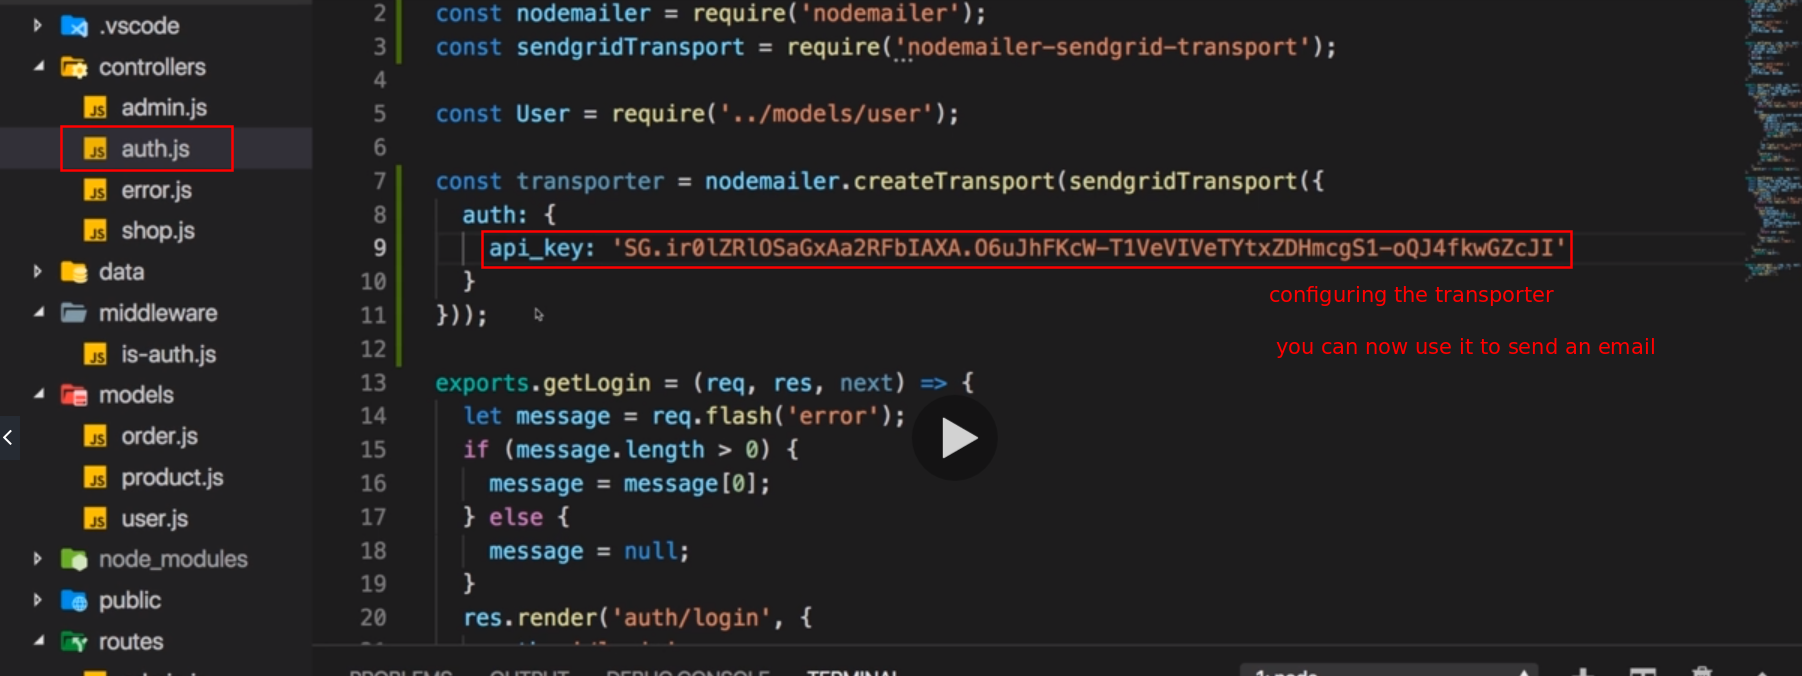 .vscode
controllers
admin.js
auth.js
error.js
shop.js
data
middleware
is-auth.js
models
order.js
product.js
user.js
node_modules
public
routes
2 const nodemailer = require('nodemailer');
3 const sendgridTransport = require('nodemailer-sendgrid-transport');
4
5 const User = require('../models/user');
6
7 const transporter = nodemailer.createTransport(sendgridTransport({
8 auth: {
9 api_key: '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'
10 }
11 }));
12
configuring the transporter
you can now use it to send an email
13 exports.getLogin = (req, res, next) => {
14 let message = req.flash('error');
15 if (message.length > 0) {
16 message = message[0];
17 } else {
18 message = null;
19 }
20 res.render('auth/login', {
PROBLEMS OUTPUT DEBUG CONSOLE TERMINAL